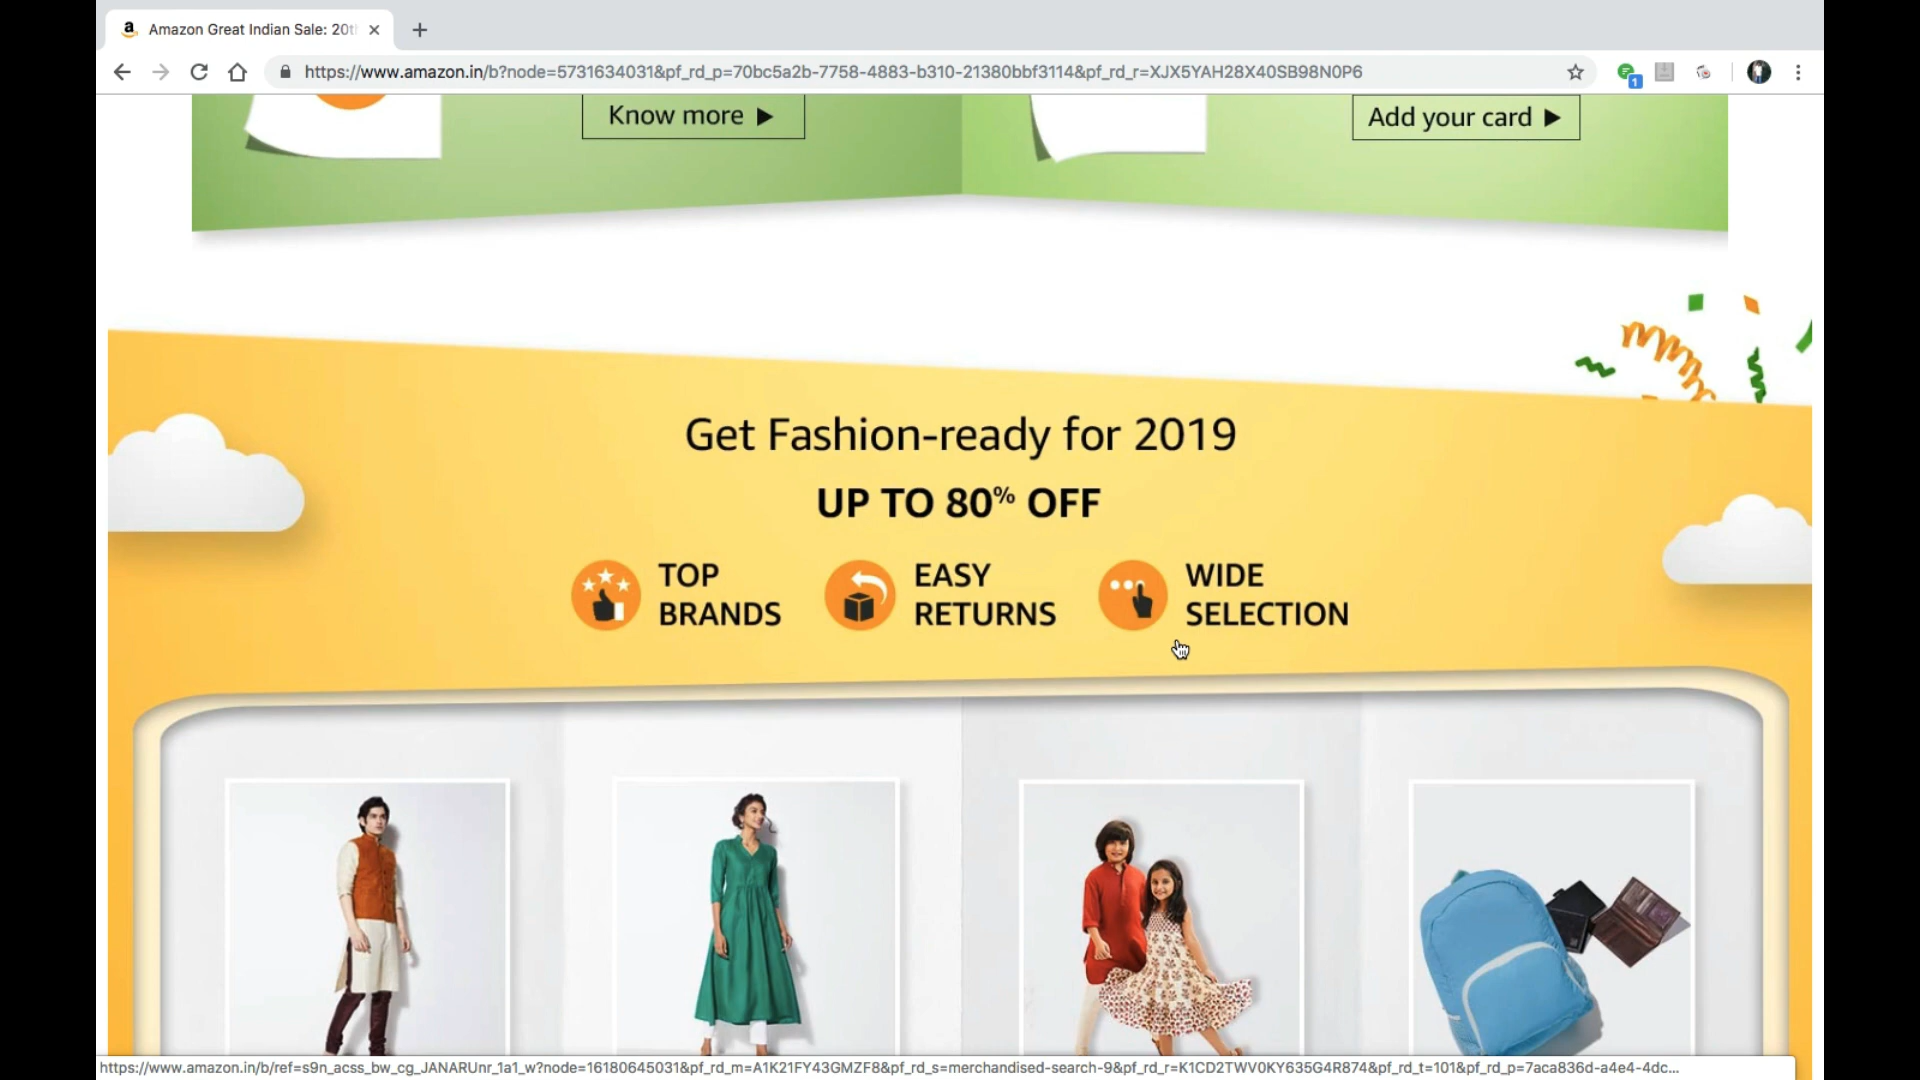 Amazon Great Indian Sale: 20th
https://www.amazon.in/b?node=5731634031&pf_rd_p=70bc5a2b-7758-4883-b310-21380bbf3114&pf_rd_r=XJX5YAH28X40SB98N0P6
1
Know more ▶
Add your card ▶
Get Fashion-ready for 2019
UP TO 80% OFF
TOP BRANDS
EASY RETURNS
WIDE SELECTION
https://www.amazon.in/b/ref=s9n_acss_bw_cg_JANARUnr_1a1_w?node=16180645031&pf_rd_m=A1K21FY43GMZF8&pf_rd_s=merchandised-search-9&pf_rd_r=K1CD2TWV0KY635G4R874&pf_rd_t=101&pf_rd_p=7aca836d-a4e4-4dc...